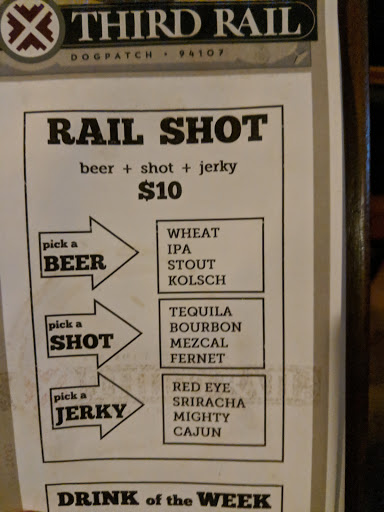 THIRD RAIL
DOGPATCH · 94107
RAIL SHOT
beer + shot + jerky
$10
pick a
BEER
WHEAT
IPA
STOUT
KOLSCH
pick a
SHOT
TEQUILA
BOURBON
MEZCAL
FERNET
pick a
JERKY
RED EYE
SRIRACHA
MIGHTY
CAJUN
DRINK of the WEEK